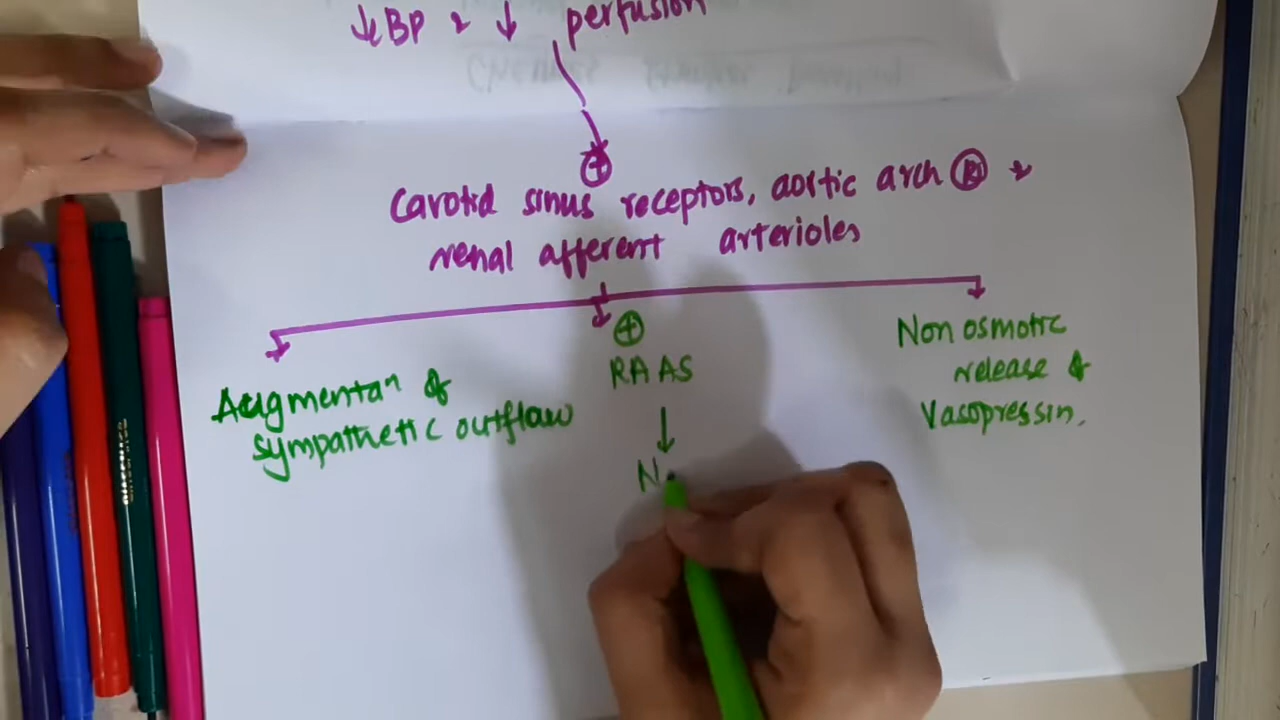 ↓ BP & ↓ perfusion
⊕
Carotid sinus receptors, aortic arch Ⓡ &
renal afferent arterioles
⊕
Augmentaⁿ of
sympathetic outflow
RAAS
↓
N
Non osmotic
release of
Vasopressin,